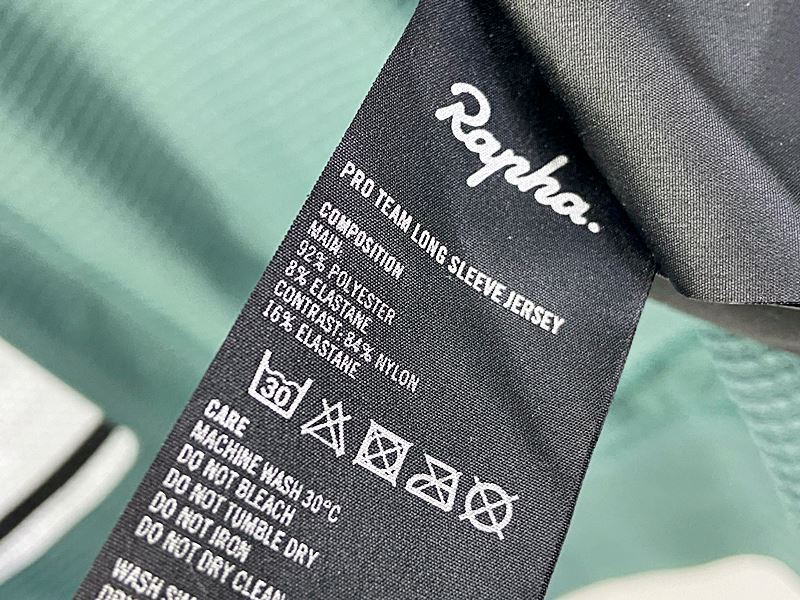 Rapha.
PRO TEAM LONG SLEEVE JERSEY
COMPOSITION
MAIN:
92% POLYESTER
8% ELASTANE
CONTRAST: 84% NYLON
16% ELASTANE
30
CARE
MACHINE WASH 30°C
DO NOT BLEACH
DO NOT TUMBLE DRY
DO NOT IRON
DO NOT DRY CLEAN
WASH